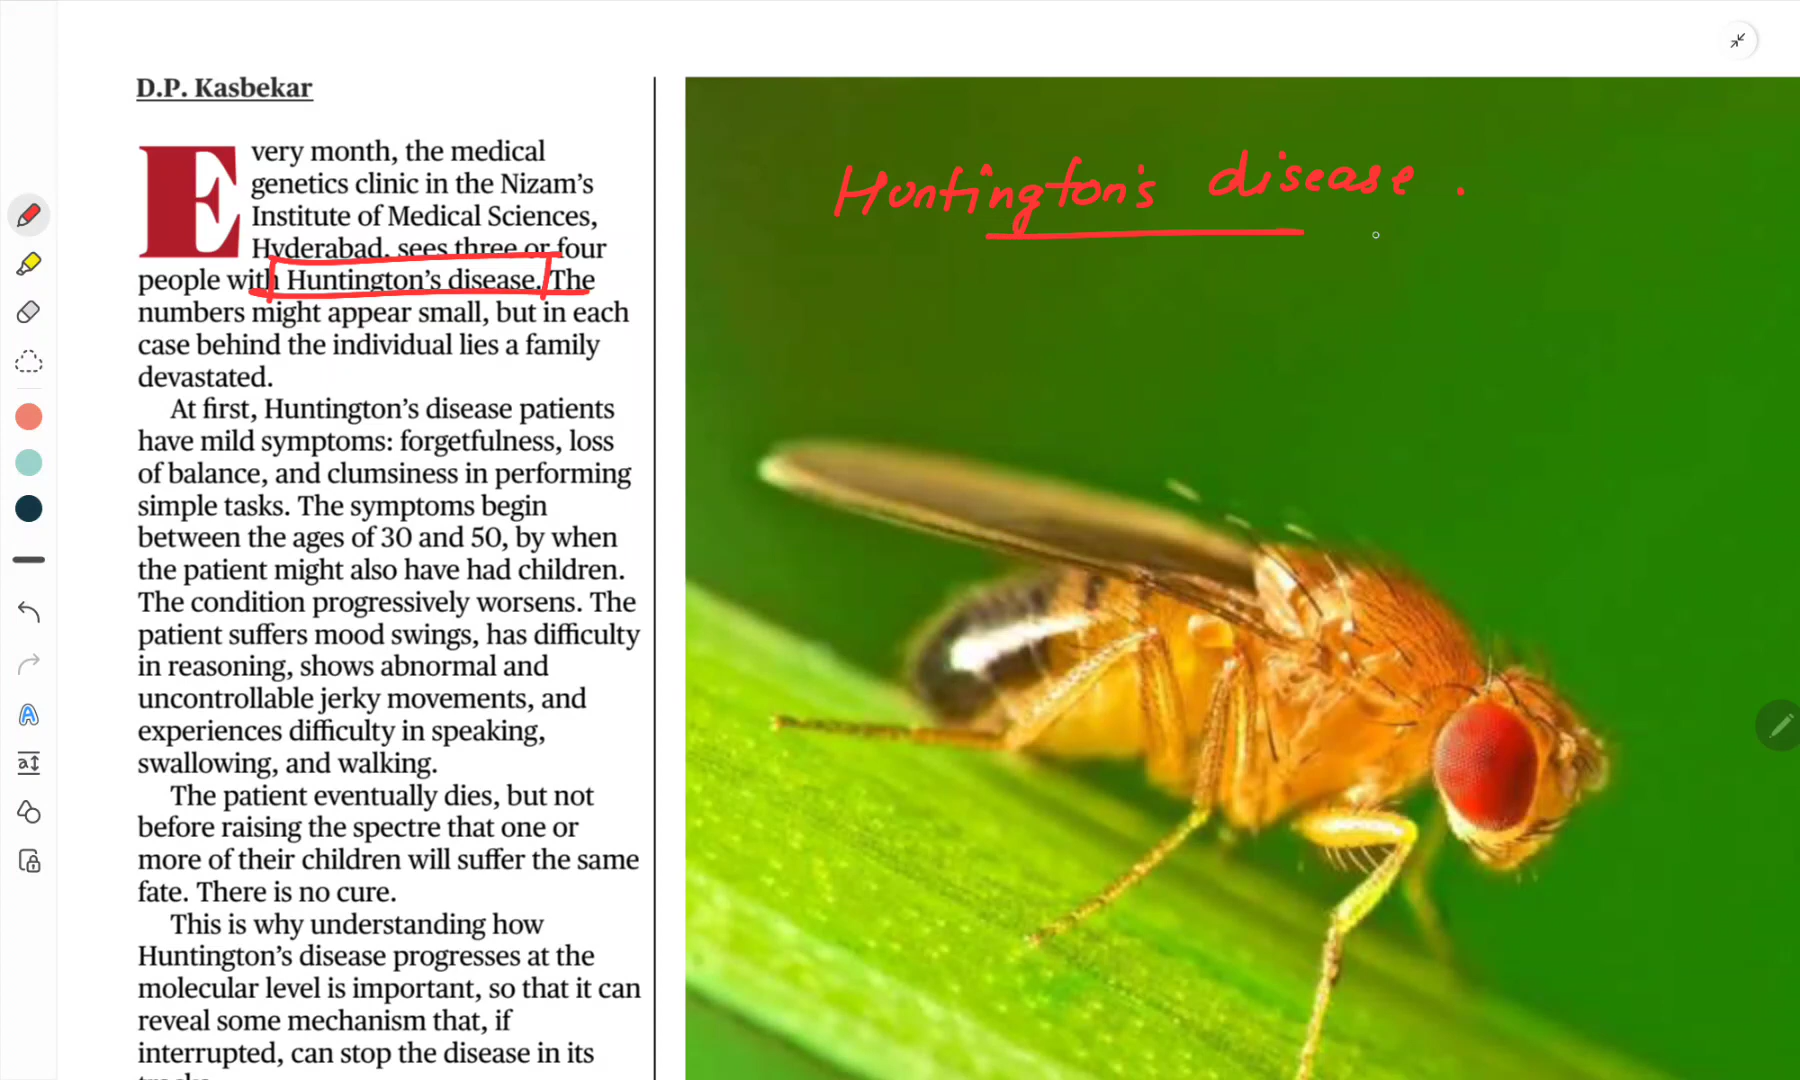 D.P. Kasbekar
Every month, the medical
genetics clinic in the Nizam's
Institute of Medical Sciences,
Hyderabad, sees three or four
people with Huntington's disease. The
numbers might appear small, but in each
case behind the individual lies a family
devastated.
At first, Huntington's disease patients
have mild symptoms: forgetfulness, loss
of balance, and clumsiness in performing
simple tasks. The symptoms begin
between the ages of 30 and 50, by when
the patient might also have had children.
The condition progressively worsens. The
patient suffers mood swings, has difficulty
in reasoning, shows abnormal and
uncontrollable jerky movements, and
experiences difficulty in speaking,
swallowing, and walking.
The patient eventually dies, but not
before raising the spectre that one or
more of their children will suffer the same
fate. There is no cure.
This is why understanding how
Huntington's disease progresses at the
molecular level is important, so that it can
reveal some mechanism that, if
interrupted, can stop the disease in its
Huntington's disease.